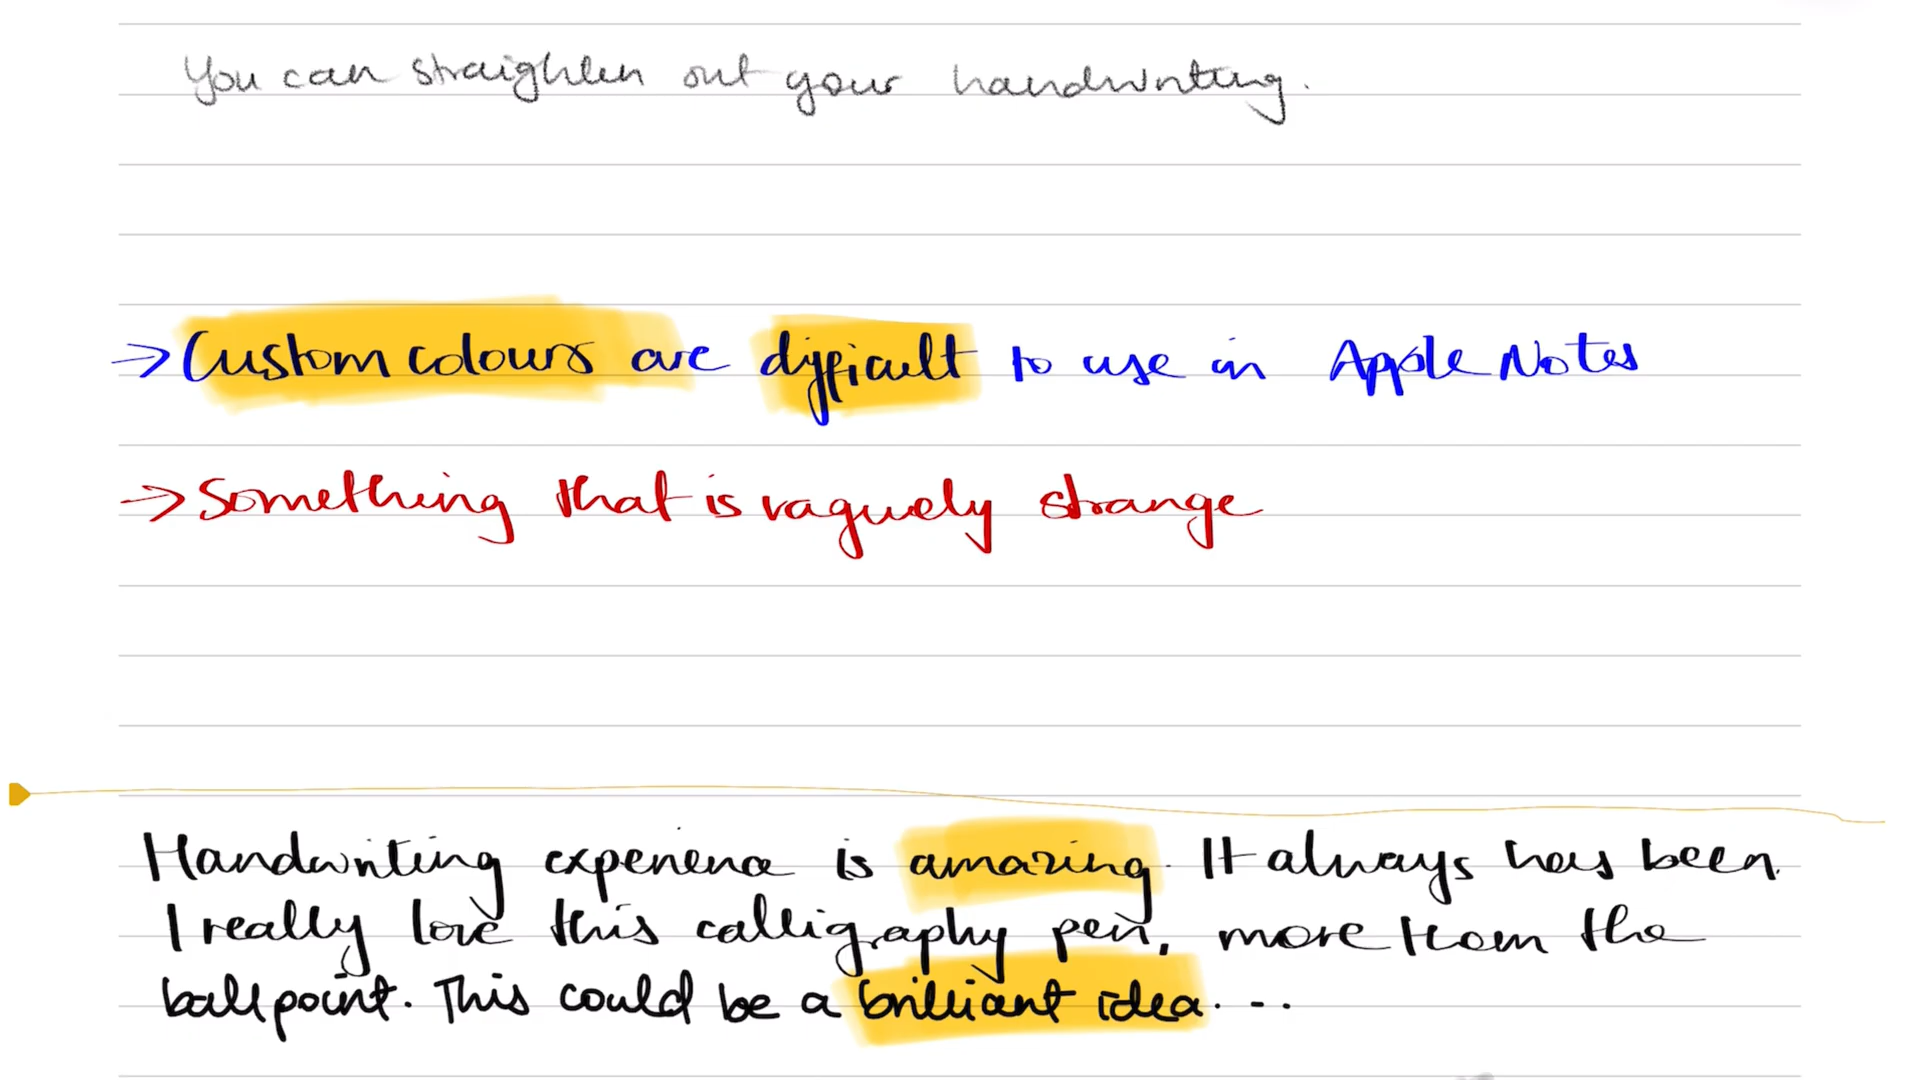 You can straighten out your handwriting.
→ Custom colours are difficult to use in Apple Notes
→ Something that is vaguely strange
Handwriting experience is amazing. It always has been.
I really love this calligraphy pen, more than the
ballpoint. This could be a brilliant idea....